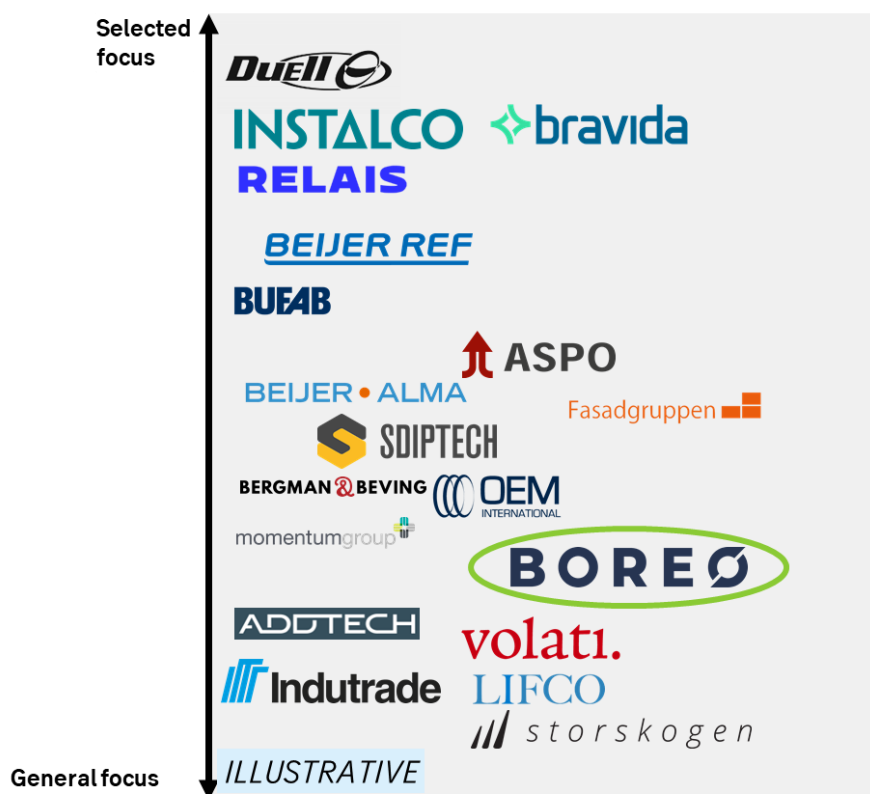 Selected
focus
DUELL
INSTALCO bravida
RELAIS
BEIJER REF
BUFAB
ASPO
BEIJER • ALMA
Fasadgruppen
SDIPTECH
BERGMAN & BEVING OEM
INTERNATIONAL
momentumgroup
BOREO
ADDTECH
volati.
Indutrade LIFCO
storskogen
General focus ILLUSTRATIVE